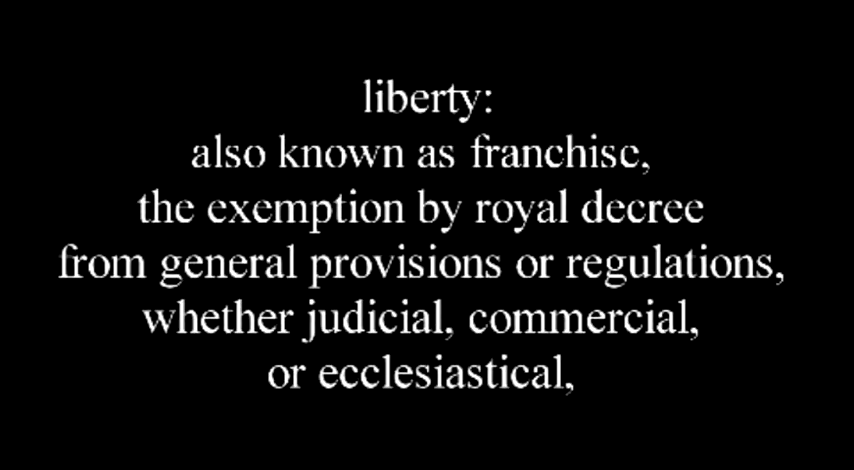 liberty:
also known as franchise,
the exemption by royal decree
from general provisions or regulations,
whether judicial, commercial,
or ecclesiastical,